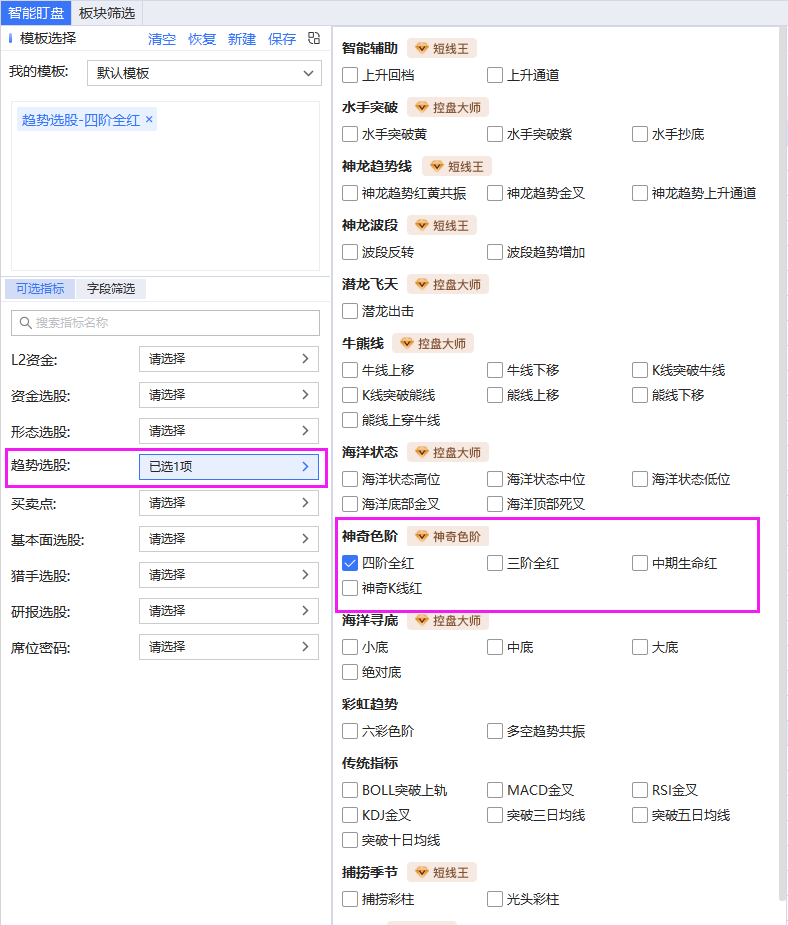 智能盯盘 板块筛选
模板选择 清空 恢复 新建 保存
我的模板: 默认模板
趋势选股-四阶全红 ×
可选指标 字段筛选
搜索指标名称
L2资金: 请选择
资金选股: 请选择
形态选股: 请选择
趋势选股: 已选1项
买卖点: 请选择
基本面选股: 请选择
猎手选股: 请选择
研报选股: 请选择
席位密码: 请选择
智能辅助 短线王
上升回档 上升通道
水手突破 控盘大师
水手突破黄 水手突破紫 水手抄底
神龙趋势线 短线王
神龙趋势红黄共振 神龙趋势金叉 神龙趋势上升通道
神龙波段 短线王
波段反转 波段趋势增加
潜龙飞天 控盘大师
潜龙出击
牛熊线 控盘大师
牛线上移 牛线下移 K线突破牛线
K线突破熊线 熊线上移 熊线下移
熊线上穿牛线
海洋状态 控盘大师
海洋状态高位 海洋状态中位 海洋状态低位
海洋底部金叉 海洋顶部死叉
神奇色阶 神奇色阶
四阶全红 三阶全红 中期生命红
神奇K线红
海洋寻底 控盘大师
小底 中底 大底
绝对底
彩虹趋势
六彩色阶 多空趋势共振
传统指标
BOLL突破上轨 MACD金叉 RSI金叉
KDJ金叉 突破三日均线 突破五日均线
突破十日均线
捕捞季节 短线王
捕捞彩柱 光头彩柱